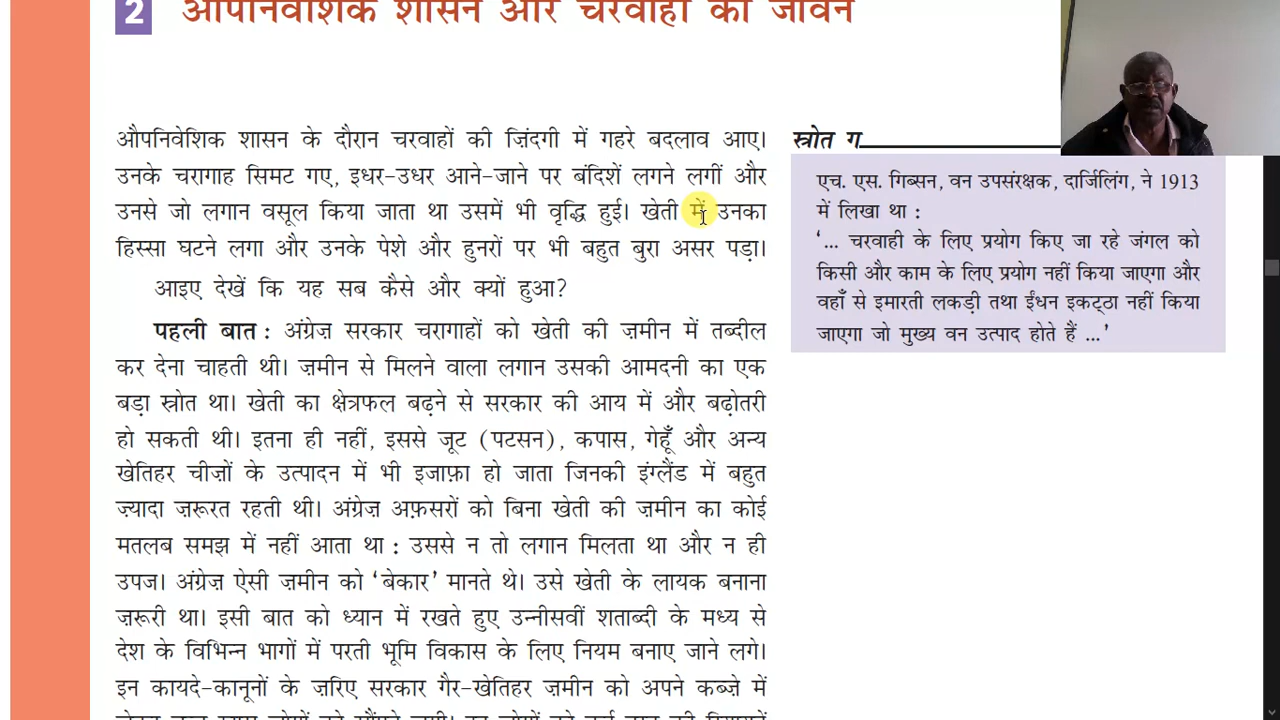 2 औपनिवेशिक शासन और चरवाहों का जीवन
औपनिवेशिक शासन के दौरान चरवाहों की ज़िंदगी में गहरे बदलाव आए।
उनके चरागाह सिमट गए, इधर-उधर आने-जाने पर बंदिशें लगने लगीं और
उनसे जो लगान वसूल किया जाता था उसमें भी वृद्धि हुई। खेती में उनका
हिस्सा घटने लगा और उनके पेशे और हुनरों पर भी बहुत बुरा असर पड़ा।
आइए देखें कि यह सब कैसे और क्यों हुआ?
पहली बात : अंग्रेज़ सरकार चरागाहों को खेती की ज़मीन में तब्दील
कर देना चाहती थी। ज़मीन से मिलने वाला लगान उसकी आमदनी का एक
बड़ा स्रोत था। खेती का क्षेत्रफल बढ़ने से सरकार की आय में और बढ़ोतरी
हो सकती थी। इतना ही नहीं, इससे जूट (पटसन), कपास, गेहूँ और अन्य
खेतिहर चीज़ों के उत्पादन में भी इजाफ़ा हो जाता जिनकी इंग्लैंड में बहुत
ज़्यादा ज़रूरत रहती थी। अंग्रेज़ अफ़सरों को बिना खेती की ज़मीन का कोई
मतलब समझ में नहीं आता था : उससे न तो लगान मिलता था और न ही
उपज। अंग्रेज़ ऐसी ज़मीन को ‘बेकार’ मानते थे। उसे खेती के लायक बनाना
ज़रूरी था। इसी बात को ध्यान में रखते हुए उन्नीसवीं शताब्दी के मध्य से
देश के विभिन्न भागों में परती भूमि विकास के लिए नियम बनाए जाने लगे।
इन कायदे-कानूनों के ज़रिए सरकार गैर-खेतिहर ज़मीन को अपने कब्ज़े में
स्रोत ग
एच. एस. गिब्सन, वन उपसंरक्षक, दार्जिलिंग, ने 1913
में लिखा था :
‘... चरवाही के लिए प्रयोग किए जा रहे जंगल को
किसी और काम के लिए प्रयोग नहीं किया जाएगा और
वहाँ से इमारती लकड़ी तथा ईंधन इकट्ठा नहीं किया
जाएगा जो मुख्य वन उत्पाद होते हैं ...’